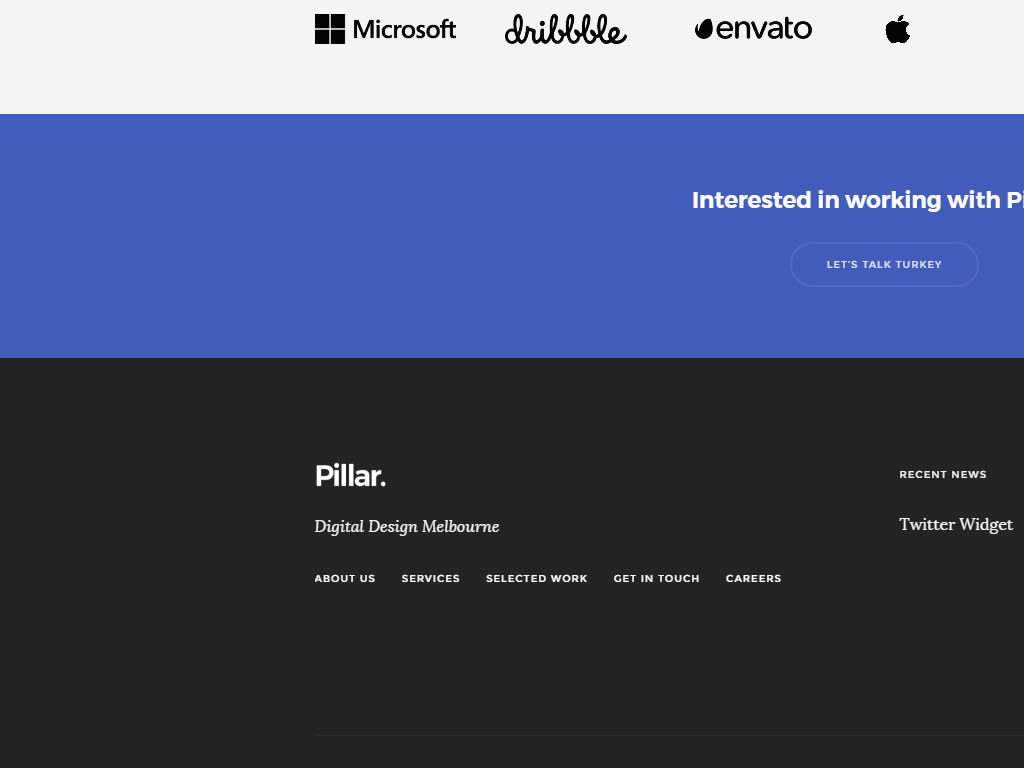 Microsoft dribbble envato
Interested in working with
LET'S TALK TURKEY
Pillar.
RECENT NEWS
Digital Design Melbourne
Twitter Widget
ABOUT US SERVICES SELECTED WORK GET IN TOUCH CAREERS